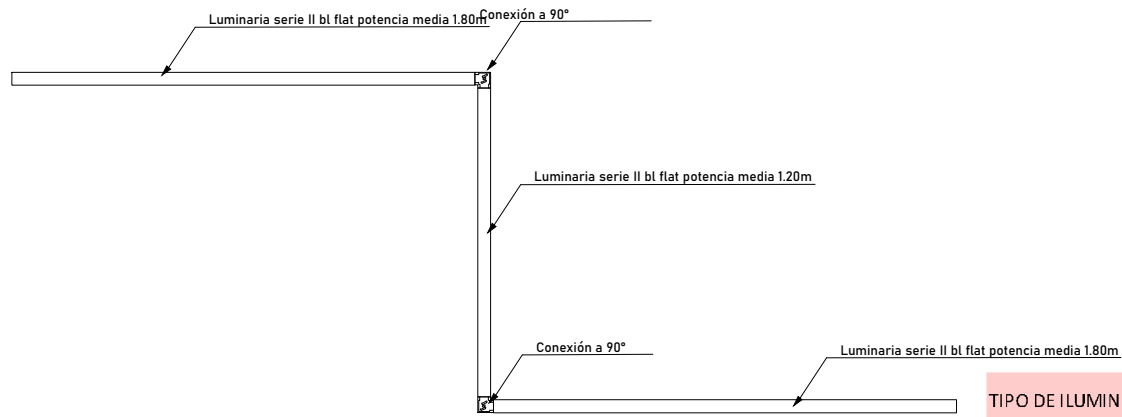 Luminaria serie II bl flat potencia media 1.80m
Conexión a 90°
Luminaria serie II bl flat potencia media 1.20m
Conexión a 90°
Luminaria serie II bl flat potencia media 1.80m
TIPO DE ILUMIN